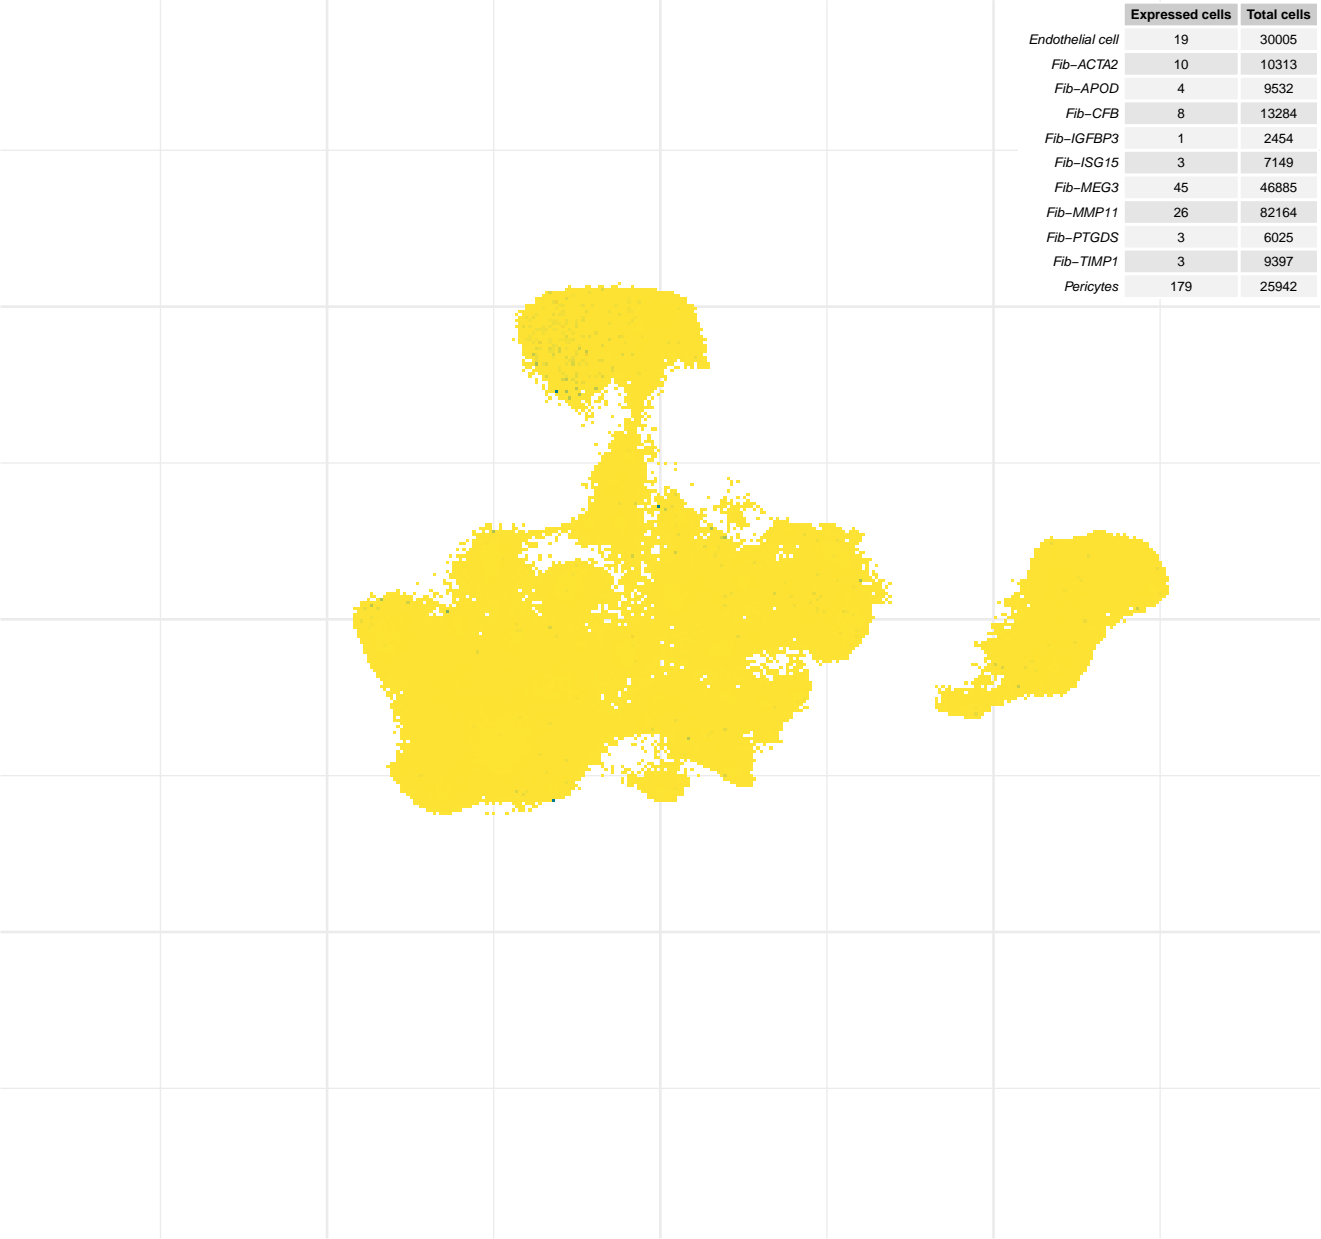 Expressed cells Total cells
Endothelial cell 19 30005
Fib−ACTA2 10 10313
Fib−APOD 4 9532
Fib−CFB 8 13284
Fib−IGFBP3 1 2454
Fib−ISG15 3 7149
Fib−MEG3 45 46885
Fib−MMP11 26 82164
Fib−PTGDS 3 6025
Fib−TIMP1 3 9397
Pericytes 179 25942